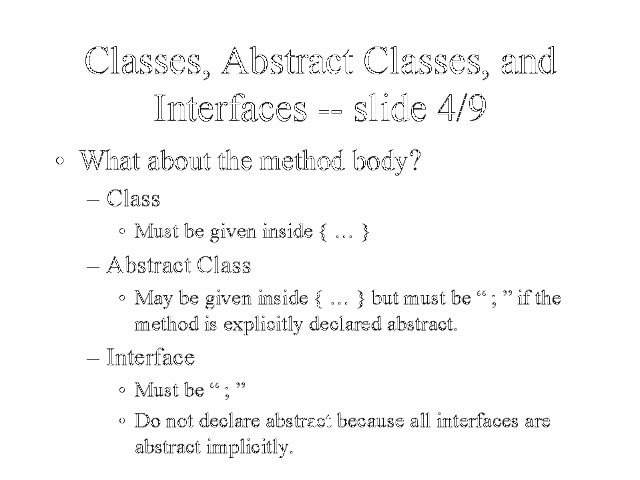 Classes, Abstract Classes, and
Interfaces -- slide 4/9
◦ What about the method body?
– Class
◦ Must be given inside { … }
– Abstract Class
◦ May be given inside { … } but must be “ ; ” if the
method is explicitly declared abstract.
– Interface
◦ Must be “ ; ”
◦ Do not declare abstract because all interfaces are
abstract implicitly.